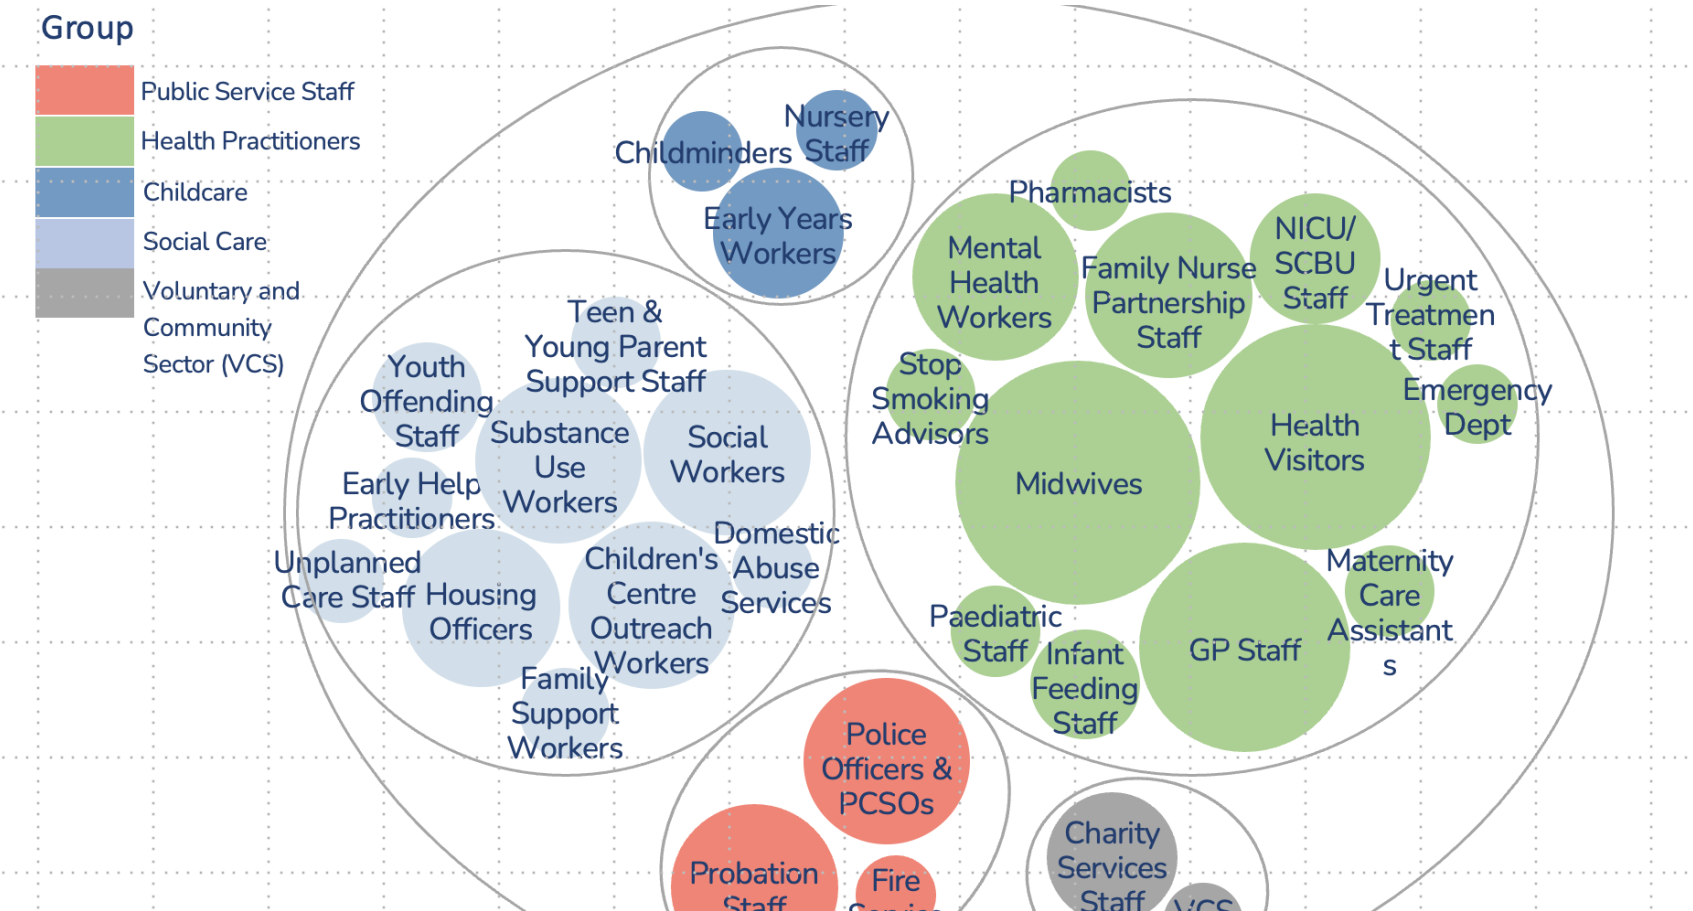 Group
Public Service Staff
Health Practitioners
Childcare
Social Care
Voluntary and
Community
Sector (VCS)
Childminders
Nursery
Staff
Early Years
Workers
Teen &
Young Parent
Support Staff
Youth
Offending
Staff
Substance
Use
Workers
Social
Workers
Early Help
Practitioners
Unplanned
Care Staff
Housing
Officers
Children's
Centre
Outreach
Workers
Domestic
Abuse
Services
Family
Support
Workers
Pharmacists
Mental
Health
Workers
Family Nurse
Partnership
Staff
NICU/
SCBU
Staff
Urgent
Treatmen
t Staff
Emergency
Dept
Stop
Smoking
Advisors
Midwives
Health
Visitors
Paediatric
Staff
Infant
Feeding
Staff
GP Staff
Maternity
Care
Assistant
s
Police
Officers &
PCSOs
Probation
Staff
Fire
Service
Charity
Services
Staff
VCS